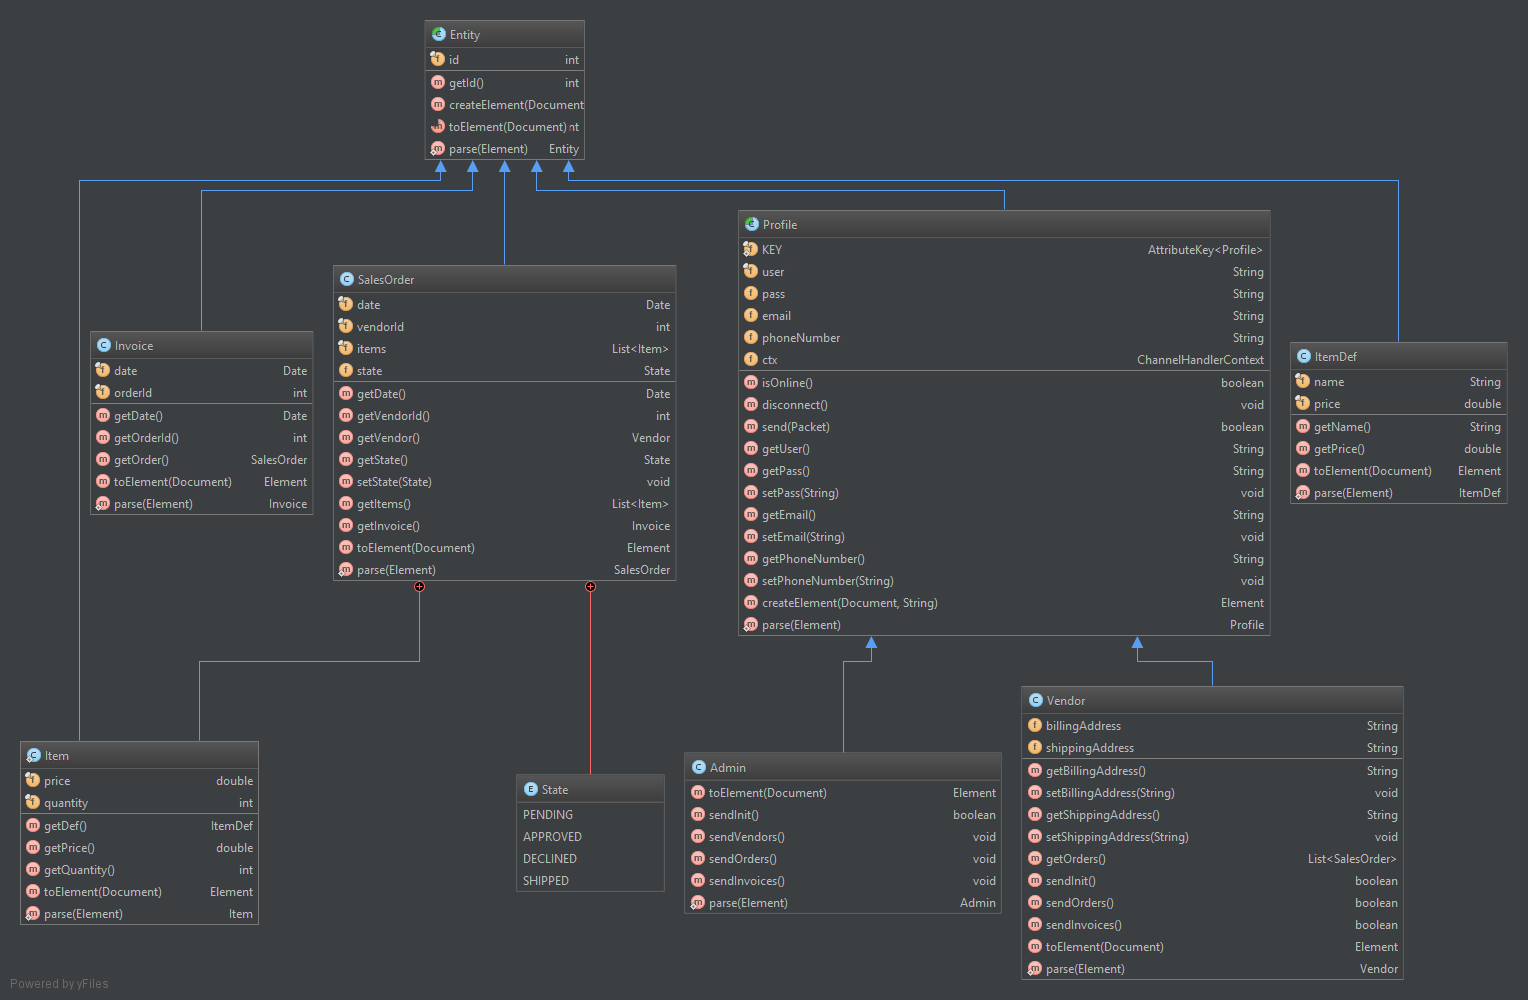 Entity
id int
getId() int
createElement(Document
toElement(Document) nt
parse(Element) Entity
Profile
KEY AttributeKey<Profile>
user String
pass String
email String
phoneNumber String
ctx ChannelHandlerContext
isOnline() boolean
disconnect() void
send(Packet) boolean
getUser() String
getPass() String
setPass(String) void
getEmail() String
setEmail(String) void
getPhoneNumber() String
setPhoneNumber(String) void
createElement(Document, String) Element
parse(Element) Profile
SalesOrder
date Date
vendorId int
items List<Item>
state State
getDate() Date
getVendorId() int
getVendor() Vendor
getState() State
setState(State) void
getItems() List<Item>
getInvoice() Invoice
toElement(Document) Element
parse(Element) SalesOrder
Invoice
date Date
orderId int
getDate() Date
getOrderId() int
getOrder() SalesOrder
toElement(Document) Element
parse(Element) Invoice
ItemDef
name String
price double
getName() String
getPrice() double
toElement(Document) Element
parse(Element) ItemDef
Item
price double
quantity int
getDef() ItemDef
getPrice() double
getQuantity() int
toElement(Document) Element
parse(Element) Item
State
PENDING
APPROVED
DECLINED
SHIPPED
Admin
toElement(Document) Element
sendInit() boolean
sendVendors() void
sendOrders() void
sendInvoices() void
parse(Element) Admin
Vendor
billingAddress String
shippingAddress String
getBillingAddress() String
setBillingAddress(String) void
getShippingAddress() String
setShippingAddress(String) void
getOrders() List<SalesOrder>
sendInit() boolean
sendOrders() boolean
sendInvoices() boolean
toElement(Document) Element
parse(Element) Vendor
Powered by yFiles